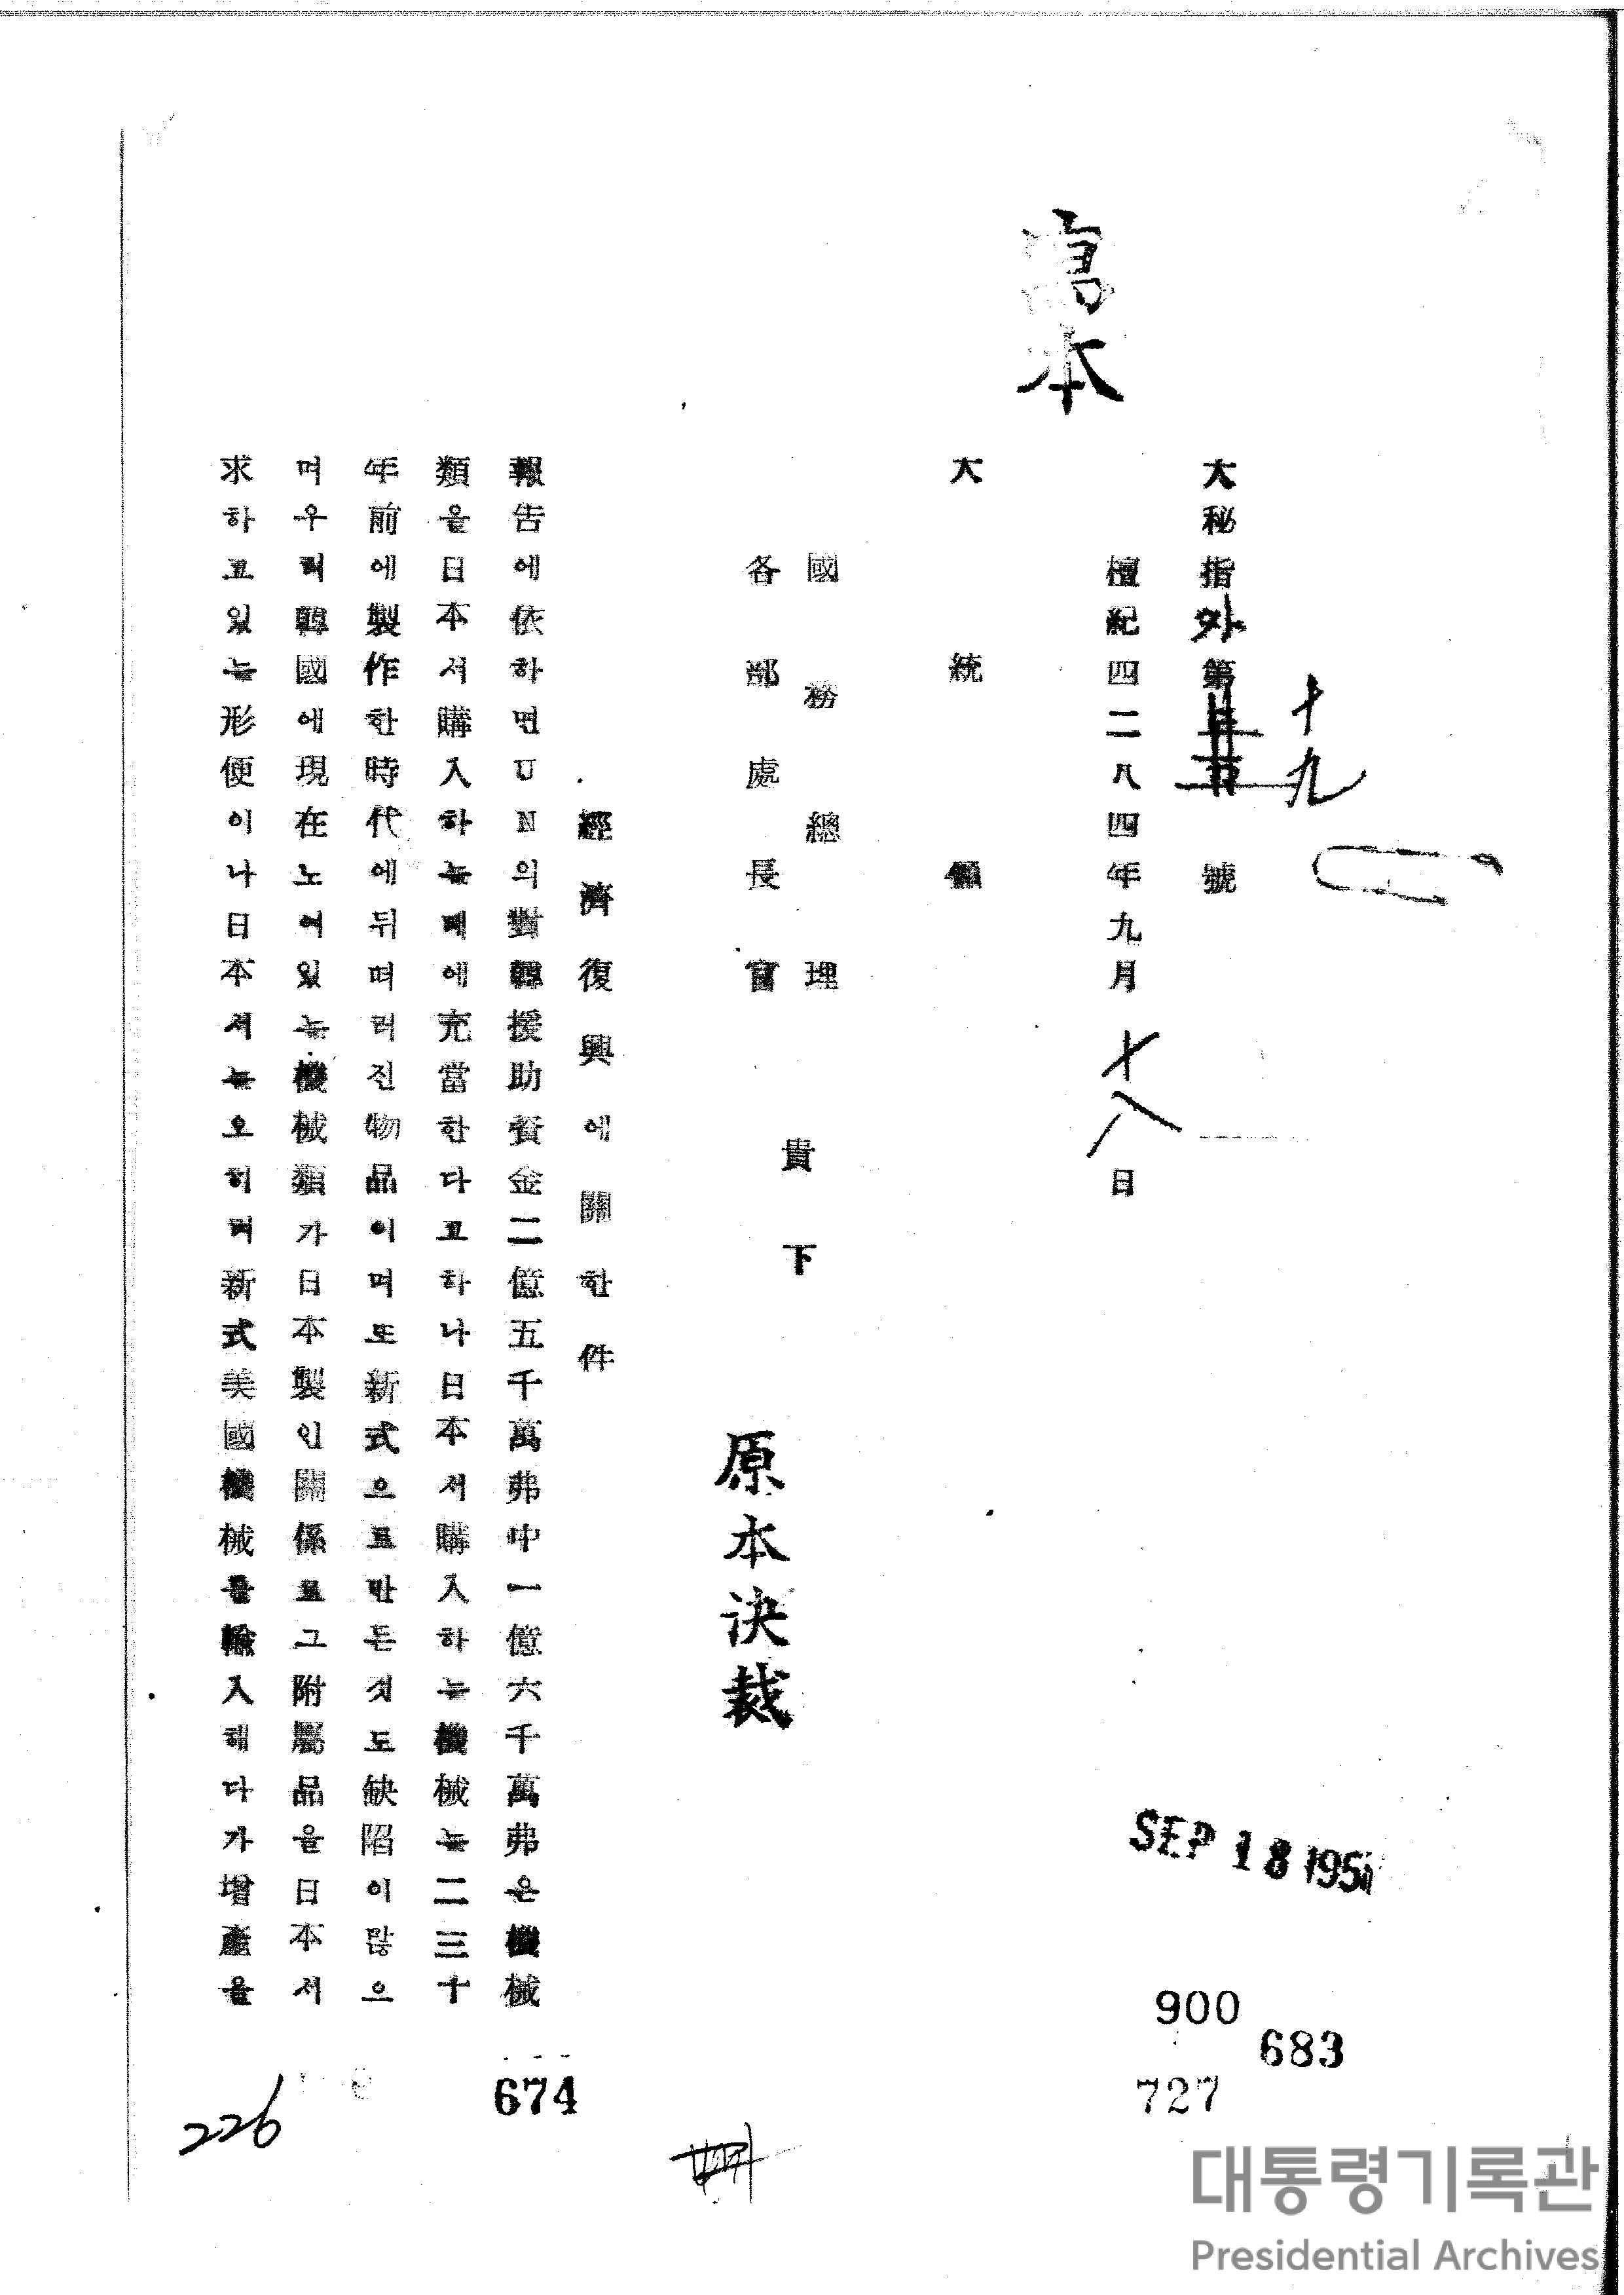 寫本
大秘指外第 號
十九
檀紀四二八四年九月十八日
大統領
國務總理
各部處長官
貴下
原本決裁
經濟復興에關한件
報告에依하면UN의對韓援助資金二億五千萬弗中一億六千萬弗은機械
類을日本서購入하는데에充當한다고하나日本서購入하는機械는二三十
年前에製作한時代에뒤떠러진物品이며또新式으로만든것도缺陷이많으
며우리韓國에現在노여있는機械類가日本製인關係로그附屬品을日本서
求하고있는形便이나日本서는오히려新式美國機械를輸入해다가增產을
SEP 18 1951
900
683
727
674
226
대통령기록관
Presidential Archives